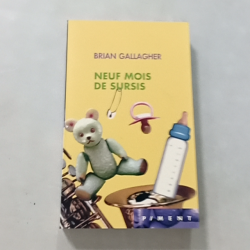 BRIAN GALLAGHER
NEUF MOIS
DE SURSIS
PIMENT